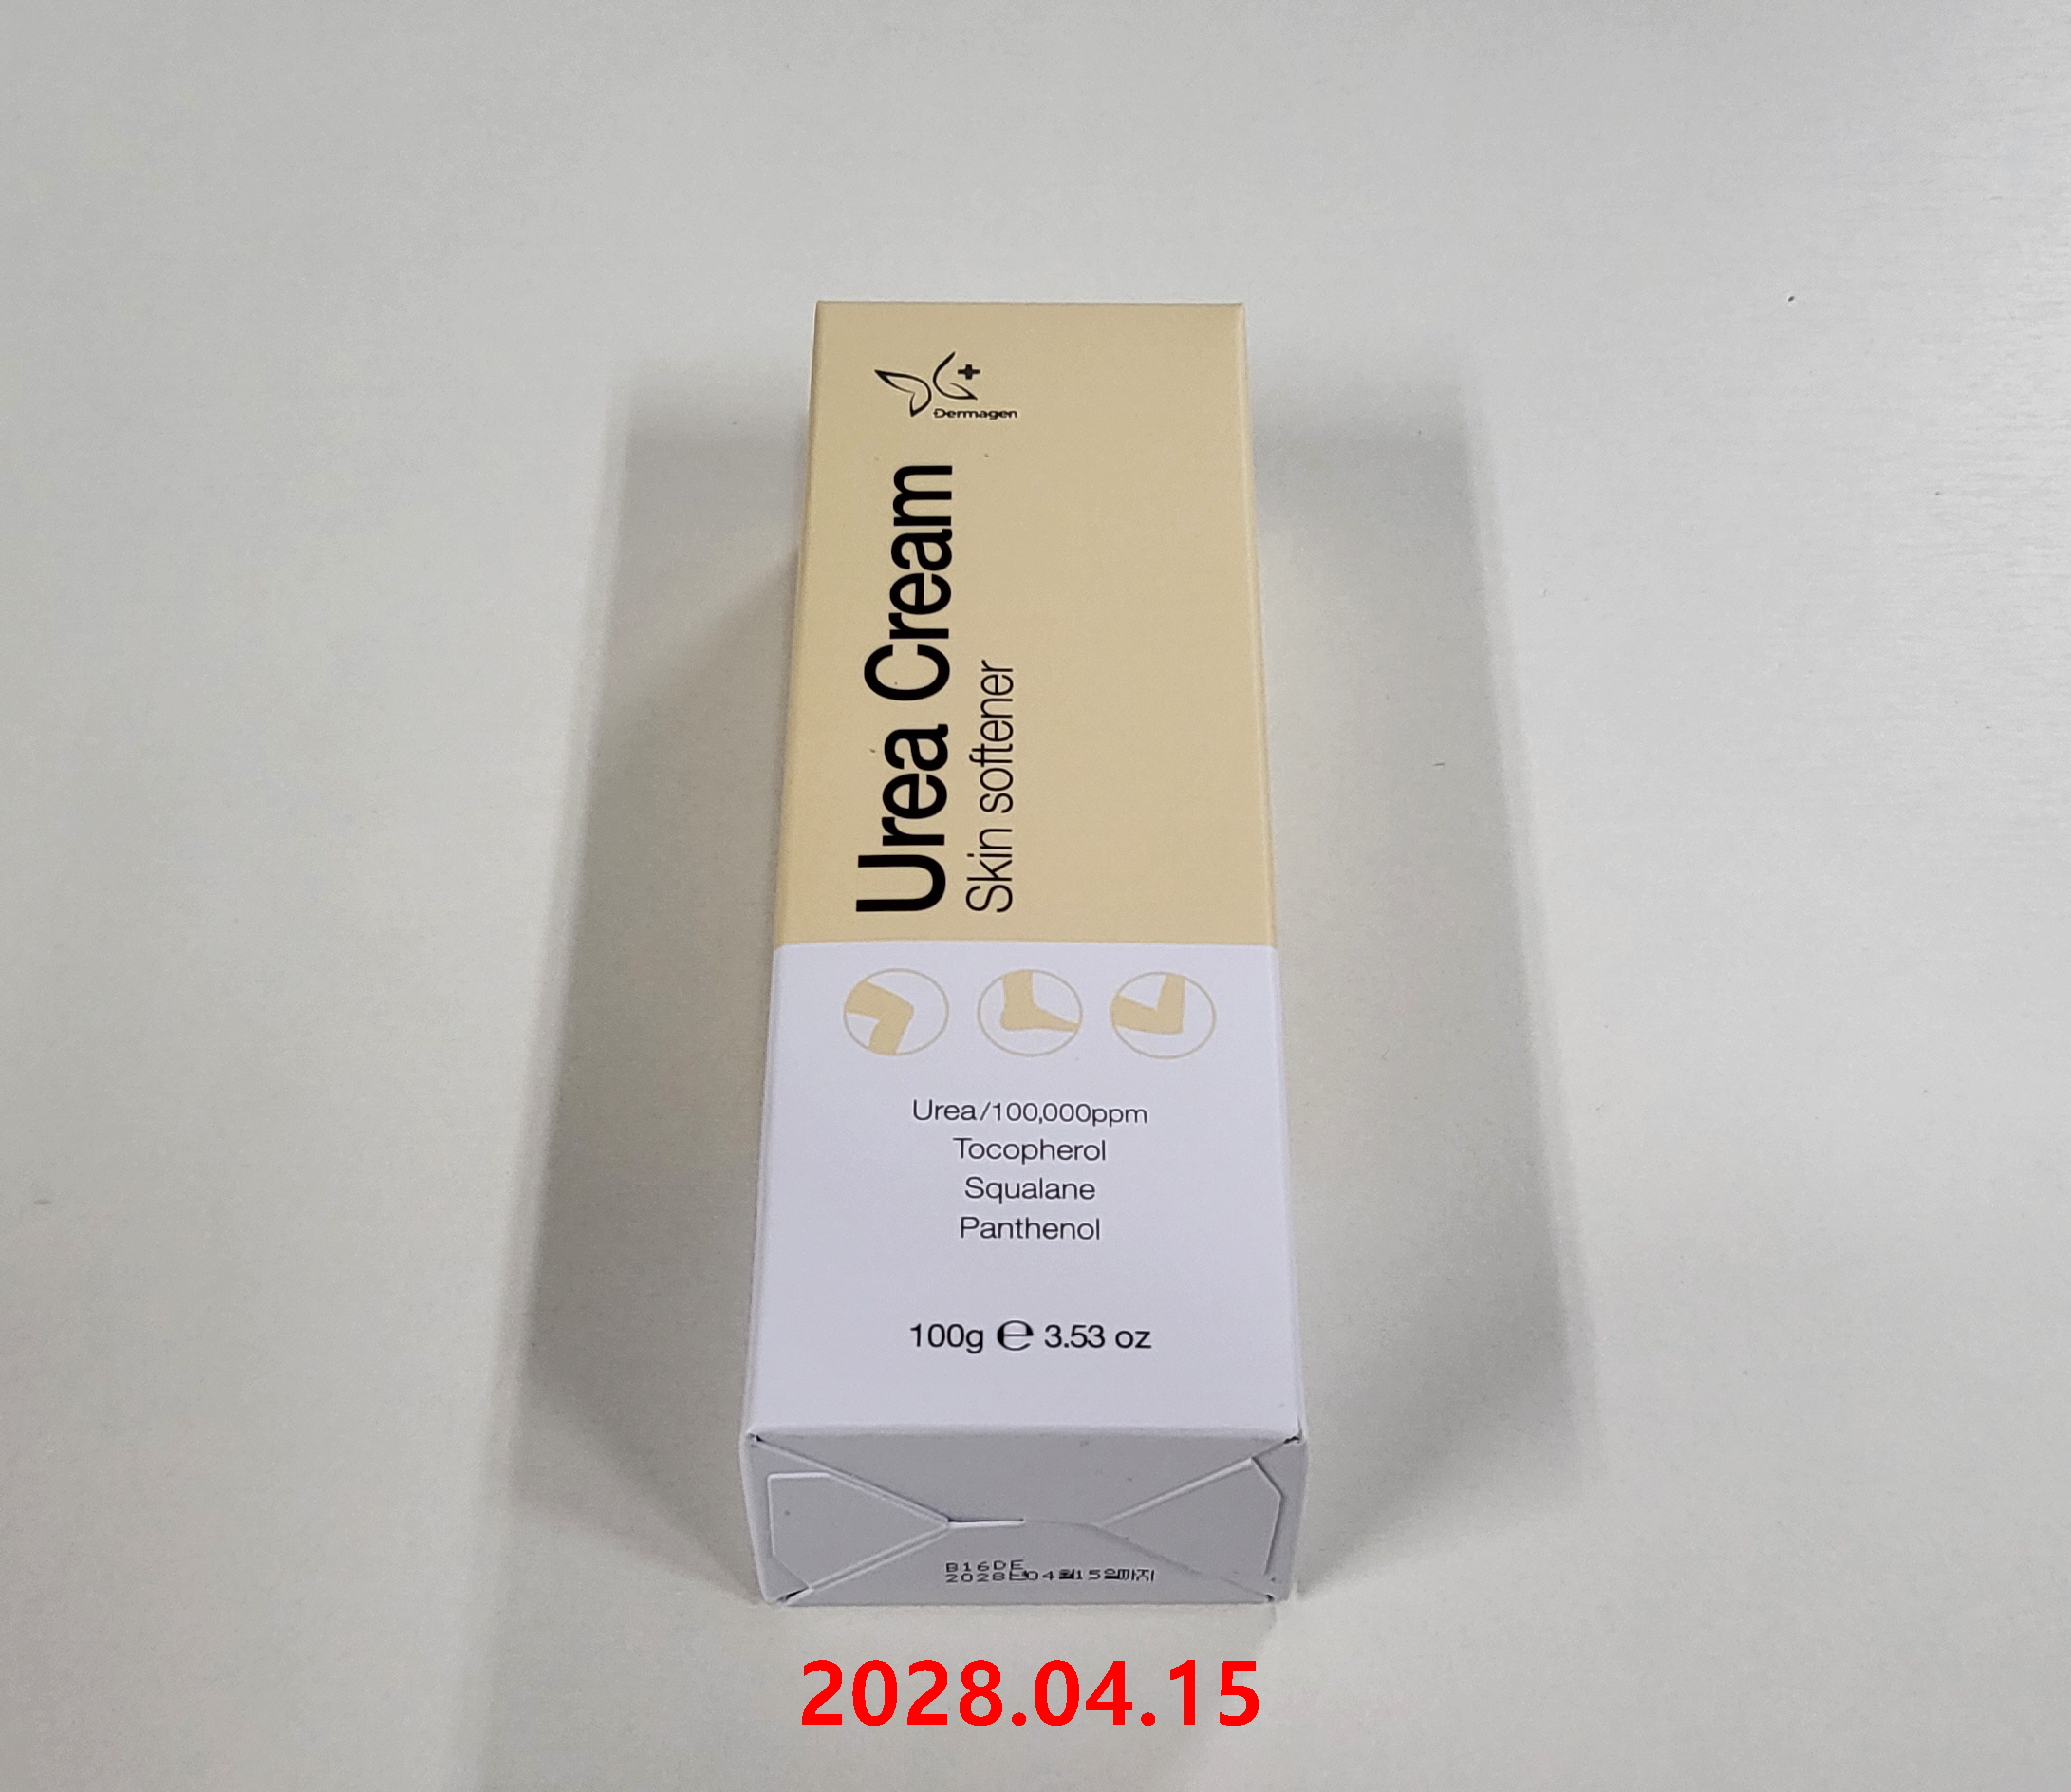 Dermagen
Urea Cream
Skin softener
Urea/100,000ppm
Tocopherol
Squalane
Panthenol
100g ℮ 3.53 oz
B16DE
2028년04월15일까지
2028.04.15